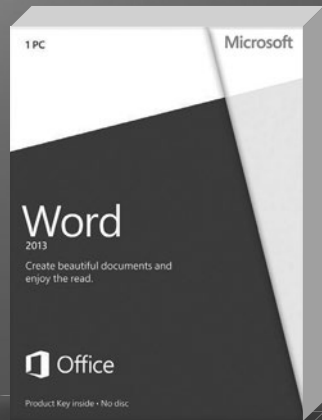 1 PC
Microsoft
Word
2013
Create beautiful documents and
enjoy the read.
Office
Product Key inside • No disc